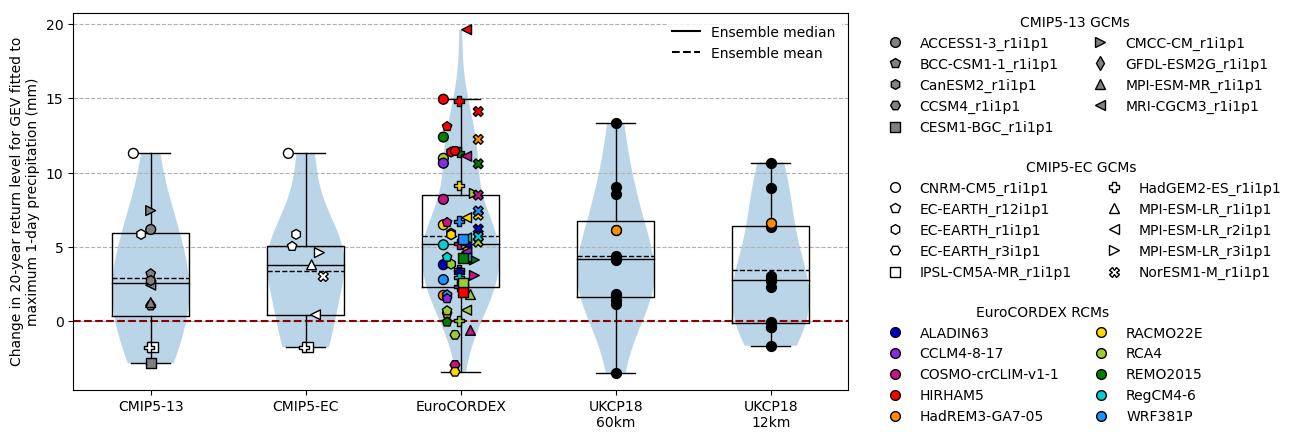 Change in 20-year return level for GEV fitted to
maximum 1-day precipitation (mm)
20
15
10
5
0
CMIP5-13
CMIP5-EC
EuroCORDEX
UKCP18
60km
UKCP18
12km
Ensemble median
Ensemble mean
CMIP5-13 GCMs
ACCESS1-3_r1i1p1
BCC-CSM1-1_r1i1p1
CanESM2_r1i1p1
CCSM4_r1i1p1
CESM1-BGC_r1i1p1
CMCC-CM_r1i1p1
GFDL-ESM2G_r1i1p1
MPI-ESM-MR_r1i1p1
MRI-CGCM3_r1i1p1
CMIP5-EC GCMs
CNRM-CM5_r1i1p1
EC-EARTH_r12i1p1
EC-EARTH_r1i1p1
EC-EARTH_r3i1p1
IPSL-CM5A-MR_r1i1p1
HadGEM2-ES_r1i1p1
MPI-ESM-LR_r1i1p1
MPI-ESM-LR_r2i1p1
MPI-ESM-LR_r3i1p1
NorESM1-M_r1i1p1
EuroCORDEX RCMs
ALADIN63
CCLM4-8-17
COSMO-crCLIM-v1-1
HIRHAM5
HadREM3-GA7-05
RACMO22E
RCA4
REMO2015
RegCM4-6
WRF381P